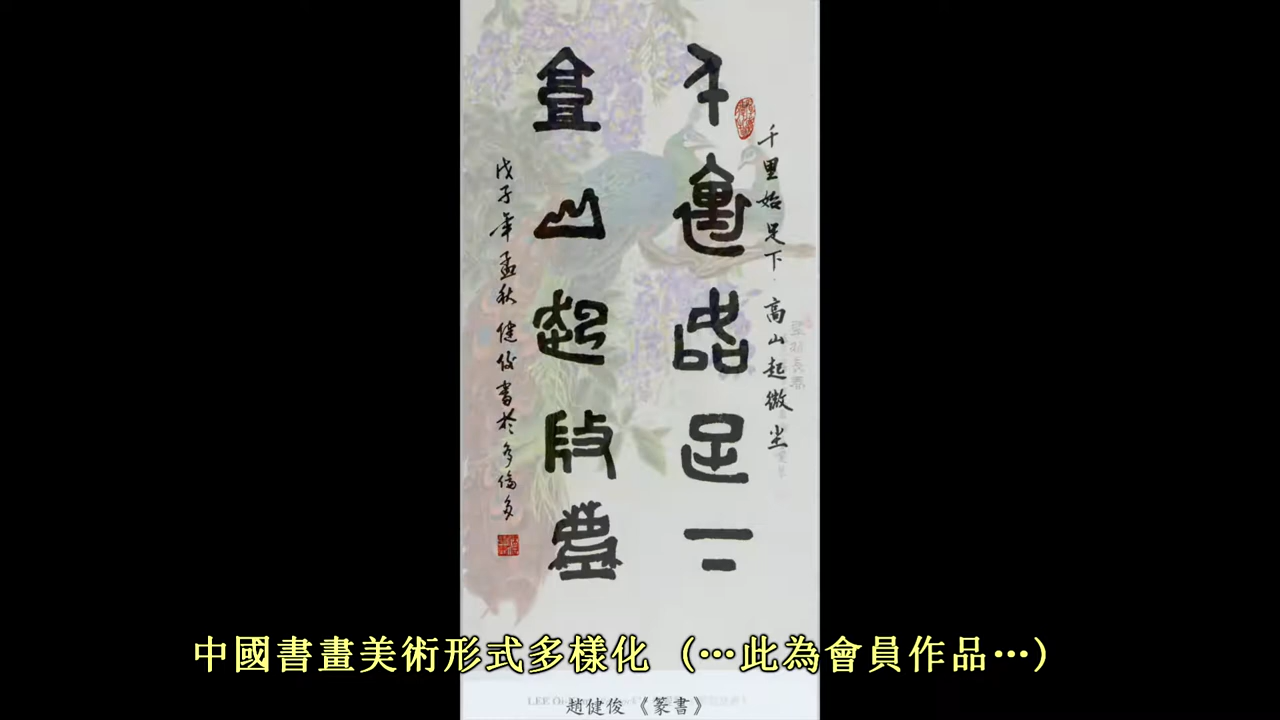 千里始足下
高山起微塵
千里始足下 高山起微尘
戊子年孟秋健俊書於多倫多
中國書畫美術形式多樣化 (…此為會員作品…)
趙健俊 《篆書》